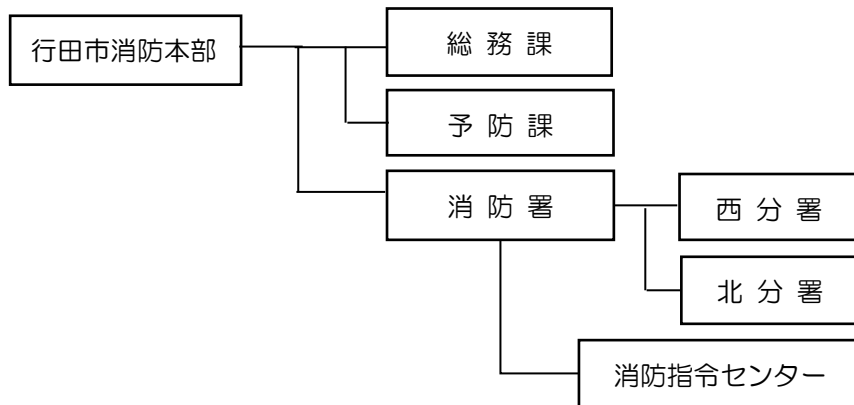 行田市消防本部
総務課
予防課
消防署
西分署
北分署
消防指令センター